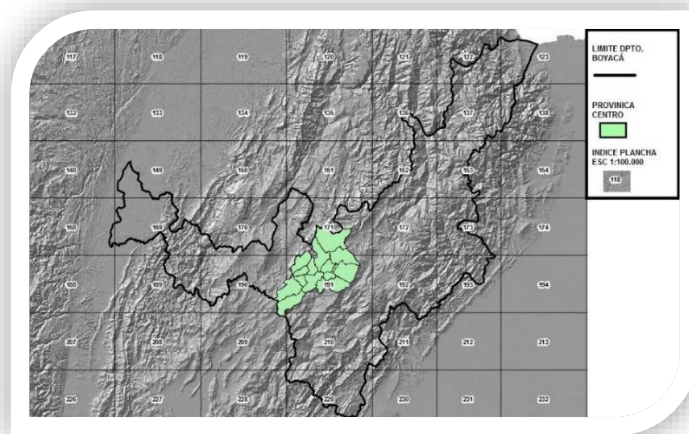 117 118 119 120 121 122 123
132 133 134 135 136 137 138
148 149 150 151 152 153 154
168 169 170 171 172 173 174
188 189 190 191 192 193 194
207 208 209 210 211 212 213
226 227 228 229 230 231 232
LIMITE DPTO.
BOYACÁ
PROVINICA
CENTRO
INDICE PLANCHA
ESC 1:100.000
118